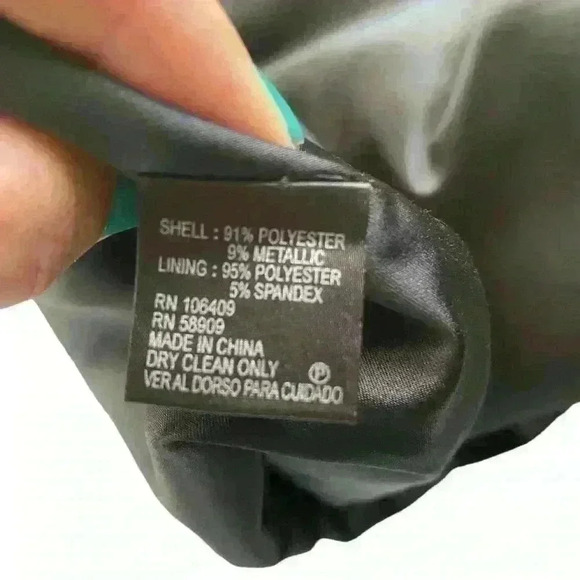 SHELL : 91% POLYESTER
9% METALLIC
LINING : 95% POLYESTER
5% SPANDEX
RN 106409
RN 58909
MADE IN CHINA
DRY CLEAN ONLY Ⓟ
VER AL DORSO PARA CUIDADO